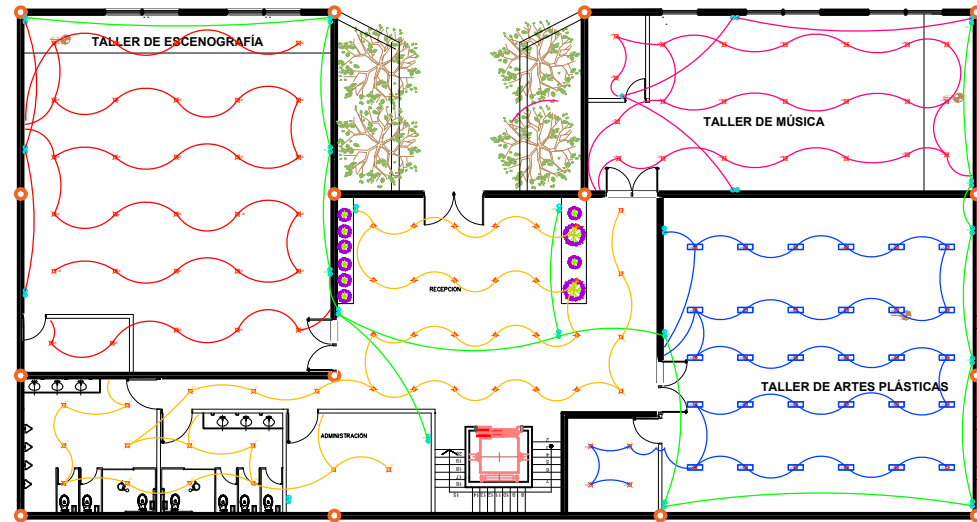 TALLER DE ESCENOGRAFÍA
TALLER DE MÚSICA
RECEPCION
TALLER DE ARTES PLÁSTICAS
ADMINISTRACIÓN